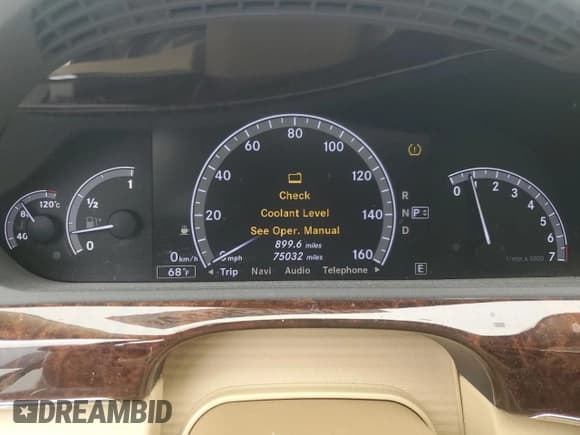 80
60 100
40 120
20 140
160
Check
Coolant Level
See Oper. Manual
899.6 miles
75032 miles
0 km/h mph
68°F
Trip Navi Audio Telephone
E
R
N P
D
120°C
8
40
1
½
0
0 1 2 3 4 5 6 7
1/min x 1000
DREAMBID